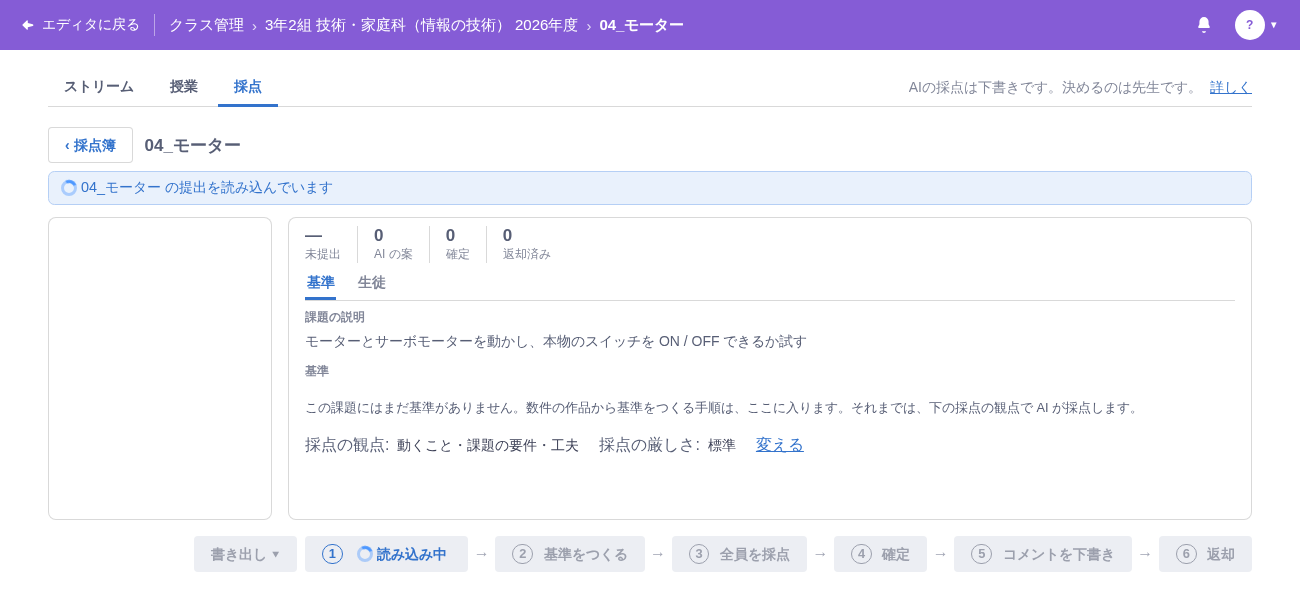 エディタに戻る クラス管理 › 3年2組 技術・家庭科（情報の技術） 2026年度 › 04_モーター ? ▾
ストリーム 授業 採点 AIの採点は下書きです。決めるのは先生です。 詳しく
‹ 採点簿 04_モーター
04_モーター の提出を読み込んでいます
— 0 0 0
未提出 AI の案 確定 返却済み
基準 生徒
課題の説明
モーターとサーボモーターを動かし、本物のスイッチを ON / OFF できるか試す
基準
この課題にはまだ基準がありません。数件の作品から基準をつくる手順は、ここに入ります。それまでは、下の採点の観点で AI が採点します。
採点の観点: 動くこと・課題の要件・工夫 採点の厳しさ: 標準 変える
書き出し ▾ 1 読み込み中 → 2 基準をつくる → 3 全員を採点 → 4 確定 → 5 コメントを下書き → 6 返却